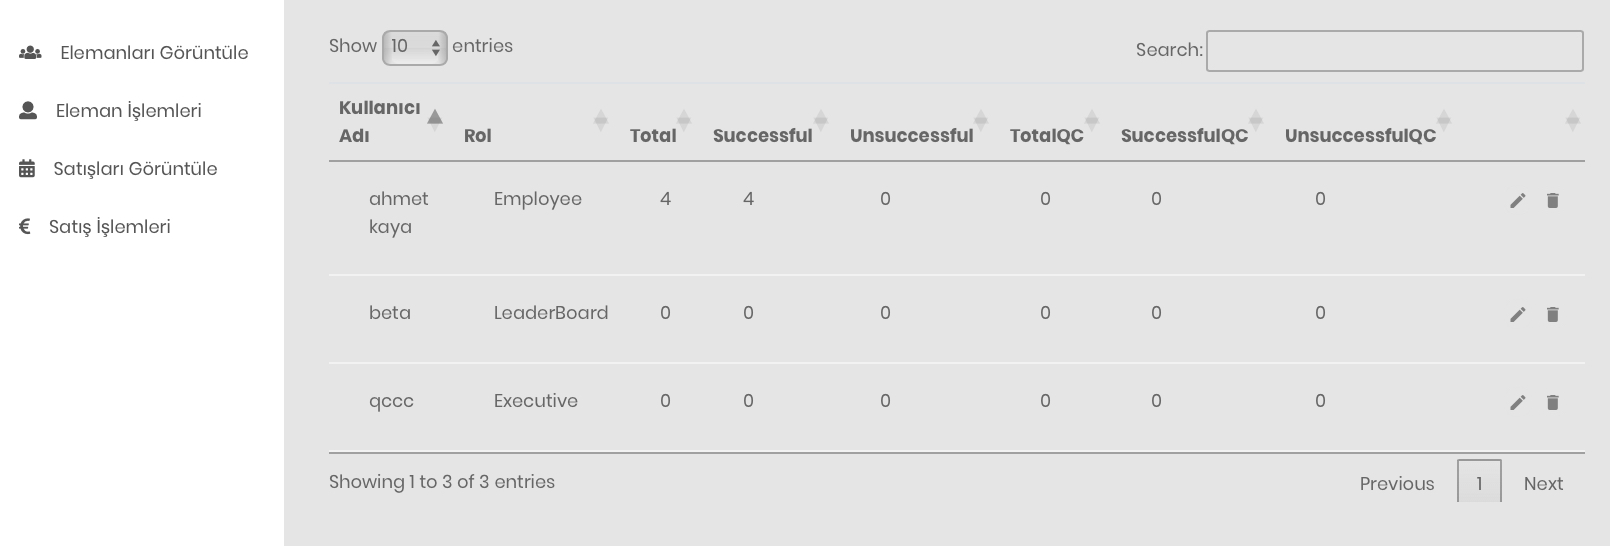 Elemanları Görüntüle
Eleman İşlemleri
Satışları Görüntüle
Satış İşlemleri
Show 10 entries
Search:
Kullanıcı
Adı Rol Total Successful Unsuccessful TotalQC SuccessfulQC UnsuccessfulQC
ahmet Employee 4 4 0 0 0 0
kaya
beta LeaderBoard 0 0 0 0 0 0
qccc Executive 0 0 0 0 0 0
Showing 1 to 3 of 3 entries
Previous 1 Next